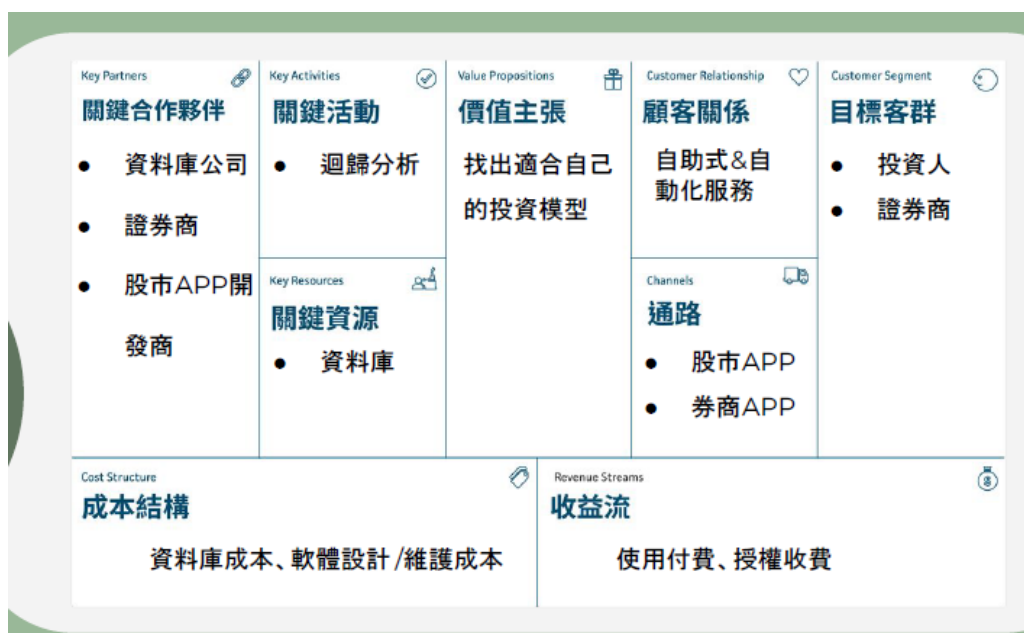 Key Partners
關鍵合作夥伴
● 資料庫公司
● 證券商
● 股市APP開
發商
Key Activities
關鍵活動
● 迴歸分析
Key Resources
關鍵資源
● 資料庫
Value Propositions
價值主張
找出適合自己
的投資模型
Customer Relationship
顧客關係
自助式&自
動化服務
Channels
通路
● 股市APP
● 券商APP
Customer Segment
目標客群
● 投資人
● 證券商
Cost Structure
成本結構
資料庫成本、軟體設計/維護成本
Revenue Streams
收益流
使用付費、授權收費